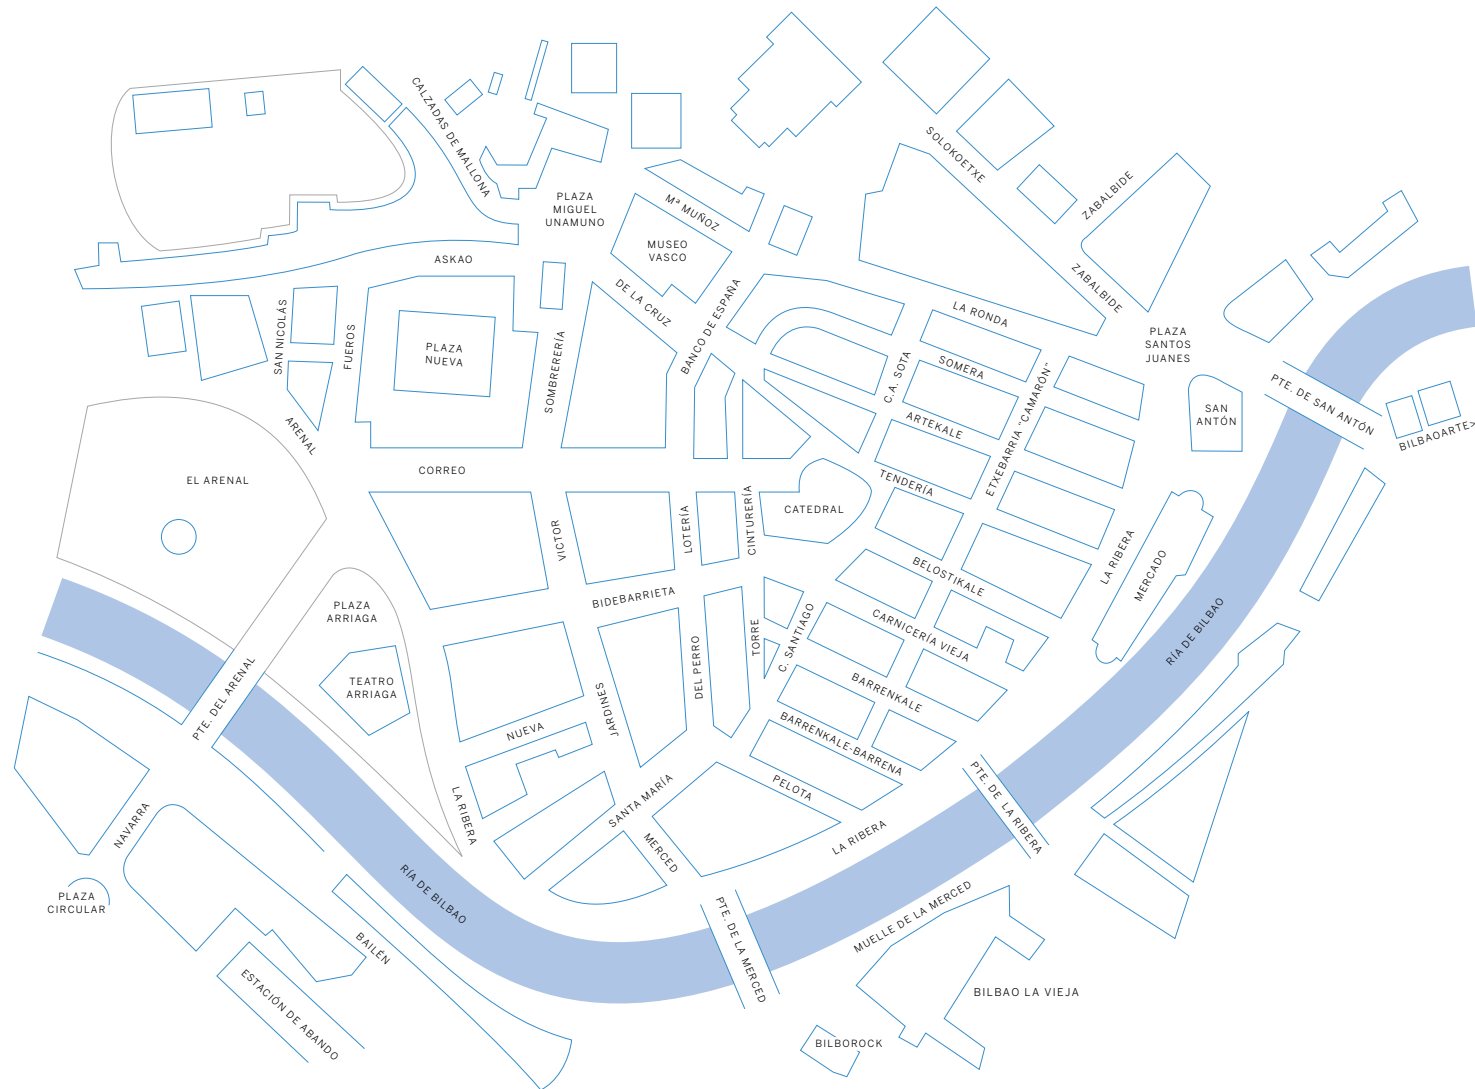 CALZADAS DE MALLONA
SOLOKOETXE
ZABALBIDE
PLAZA
MIGUEL
UNAMUNO
Mª MUÑOZ
MUSEO
VASCO
ASKAO
ZABALBIDE
DE LA CRUZ
BANCO DE ESPAÑA
LA RONDA
SAN NICOLÁS
FUEROS
PLAZA
NUEVA
SOMBRERERÍA
PLAZA
SANTOS
JUANES
SOMERA
C.A. SOTA
ETXEBARRIA "CAMARÓN"
PTE. DE SAN ANTÓN
SAN
ANTÓN
BILBAOARTE>
ARENAL
ARTEKALE
CORREO
TENDERÍA
EL ARENAL
CATEDRAL
VICTOR
LOTERÍA
CINTURERÍA
LA RIBERA
MERCADO
BELOSTIKALE
BIDEBARRIETA
PLAZA
ARRIAGA
TORRE
C. SANTIAGO
CARNICERÍA VIEJA
RÍA DE BILBAO
DEL PERRO
TEATRO
ARRIAGA
PTE. DEL ARENAL
BARRENKALE
JARDINES
NUEVA
BARRENKALE-BARRENA
PELOTA
PTE. DE LA RIBERA
SANTA MARÍA
LA RIBERA
LA RIBERA
MERCED
NAVARRA
PLAZA
CIRCULAR
RÍA DE BILBAO
BAILÉN
PTE. DE LA MERCED
MUELLE DE LA MERCED
BILBAO LA VIEJA
ESTACIÓN DE ABANDO
BILBOROCK